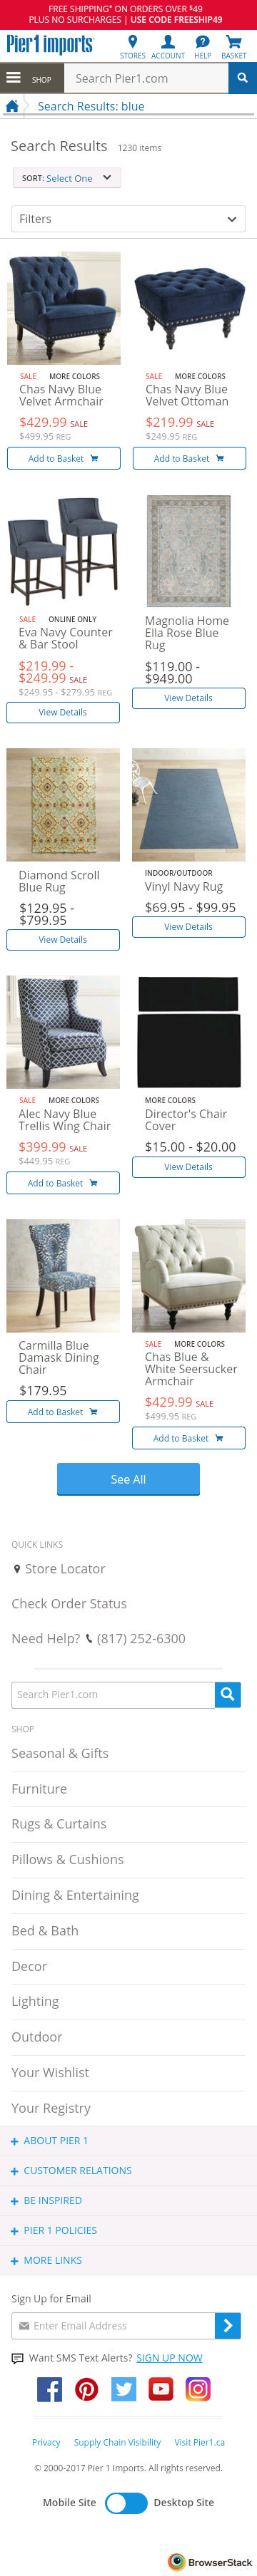 FREE SHIPPING* ON ORDERS OVER $49
PLUS NO SURCHARGES | USE CODE FREESHIP49
Pier 1 imports®
STORES ACCOUNT HELP BASKET
SHOP
Search Pier1.com
Search Results: blue
Search Results 1230 items
SORT: Select One
Filters
SALE MORE COLORS
Chas Navy Blue
Velvet Armchair
$429.99 SALE
$499.95 REG
Add to Basket
SALE MORE COLORS
Chas Navy Blue
Velvet Ottoman
$219.99 SALE
$249.95 REG
Add to Basket
SALE ONLINE ONLY
Eva Navy Counter
& Bar Stool
$219.99 -
$249.99 SALE
$249.95 - $279.95 REG
View Details
Magnolia Home
Ella Rose Blue
Rug
$119.00 -
$949.00
View Details
Diamond Scroll
Blue Rug
$129.95 -
$799.95
View Details
INDOOR/OUTDOOR
Vinyl Navy Rug
$69.95 - $99.95
View Details
SALE MORE COLORS
Alec Navy Blue
Trellis Wing Chair
$399.99 SALE
$449.95 REG
Add to Basket
MORE COLORS
Director's Chair
Cover
$15.00 - $20.00
View Details
Carmilla Blue
Damask Dining
Chair
$179.95
Add to Basket
SALE MORE COLORS
Chas Blue &
White Seersucker
Armchair
$429.99 SALE
$499.95 REG
Add to Basket
See All
QUICK LINKS
Store Locator
Check Order Status
Need Help? (817) 252-6300
Search Pier1.com
SHOP
Seasonal & Gifts
Furniture
Rugs & Curtains
Pillows & Cushions
Dining & Entertaining
Bed & Bath
Decor
Lighting
Outdoor
Your Wishlist
Your Registry
+ ABOUT PIER 1
+ CUSTOMER RELATIONS
+ BE INSPIRED
+ PIER 1 POLICIES
+ MORE LINKS
Sign Up for Email
Enter Email Address
Want SMS Text Alerts? SIGN UP NOW
Privacy Supply Chain Visibility Visit Pier1.ca
© 2000-2017 Pier 1 Imports. All rights reserved.
Mobile Site Desktop Site
BrowserStack